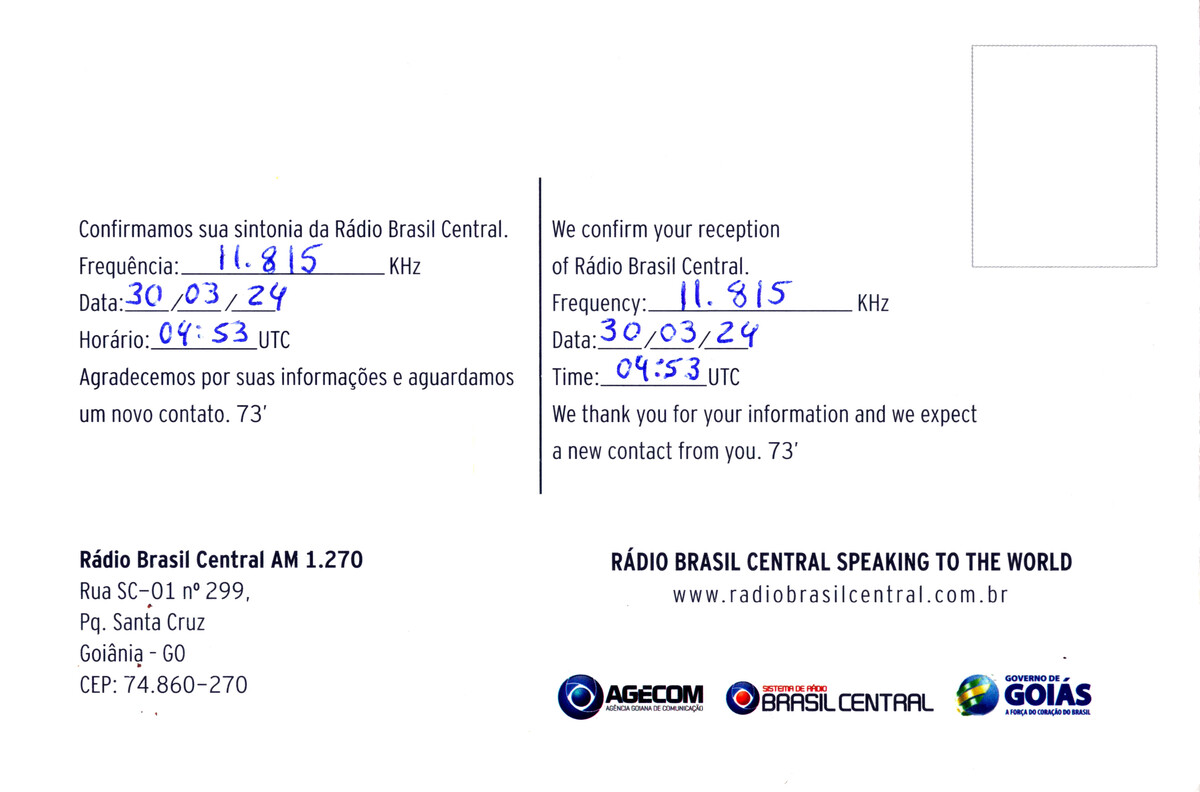 Confirmamos sua sintonia da Rádio Brasil Central.
Frequência: 11.815 KHz
Data: 30/03/24
Horário: 04:53 UTC
Agradecemos por suas informações e aguardamos
um novo contato. 73'
We confirm your reception
of Rádio Brasil Central.
Frequency: 11.815 KHz
Data: 30/03/24
Time: 04:53 UTC
We thank you for your information and we expect
a new contact from you. 73'
Rádio Brasil Central AM 1.270
Rua SC-01 nº 299,
Pq. Santa Cruz
Goiânia - GO
CEP: 74.860-270
RÁDIO BRASIL CENTRAL SPEAKING TO THE WORLD
www.radiobrasilcentral.com.br
AGECOM
AGÊNCIA GOIANA DE COMUNICAÇÃO
SISTEMA DE RÁDIO
BRASIL CENTRAL
GOVERNO DE
GOIÁS
A FORÇA DO CORAÇÃO DO BRASIL